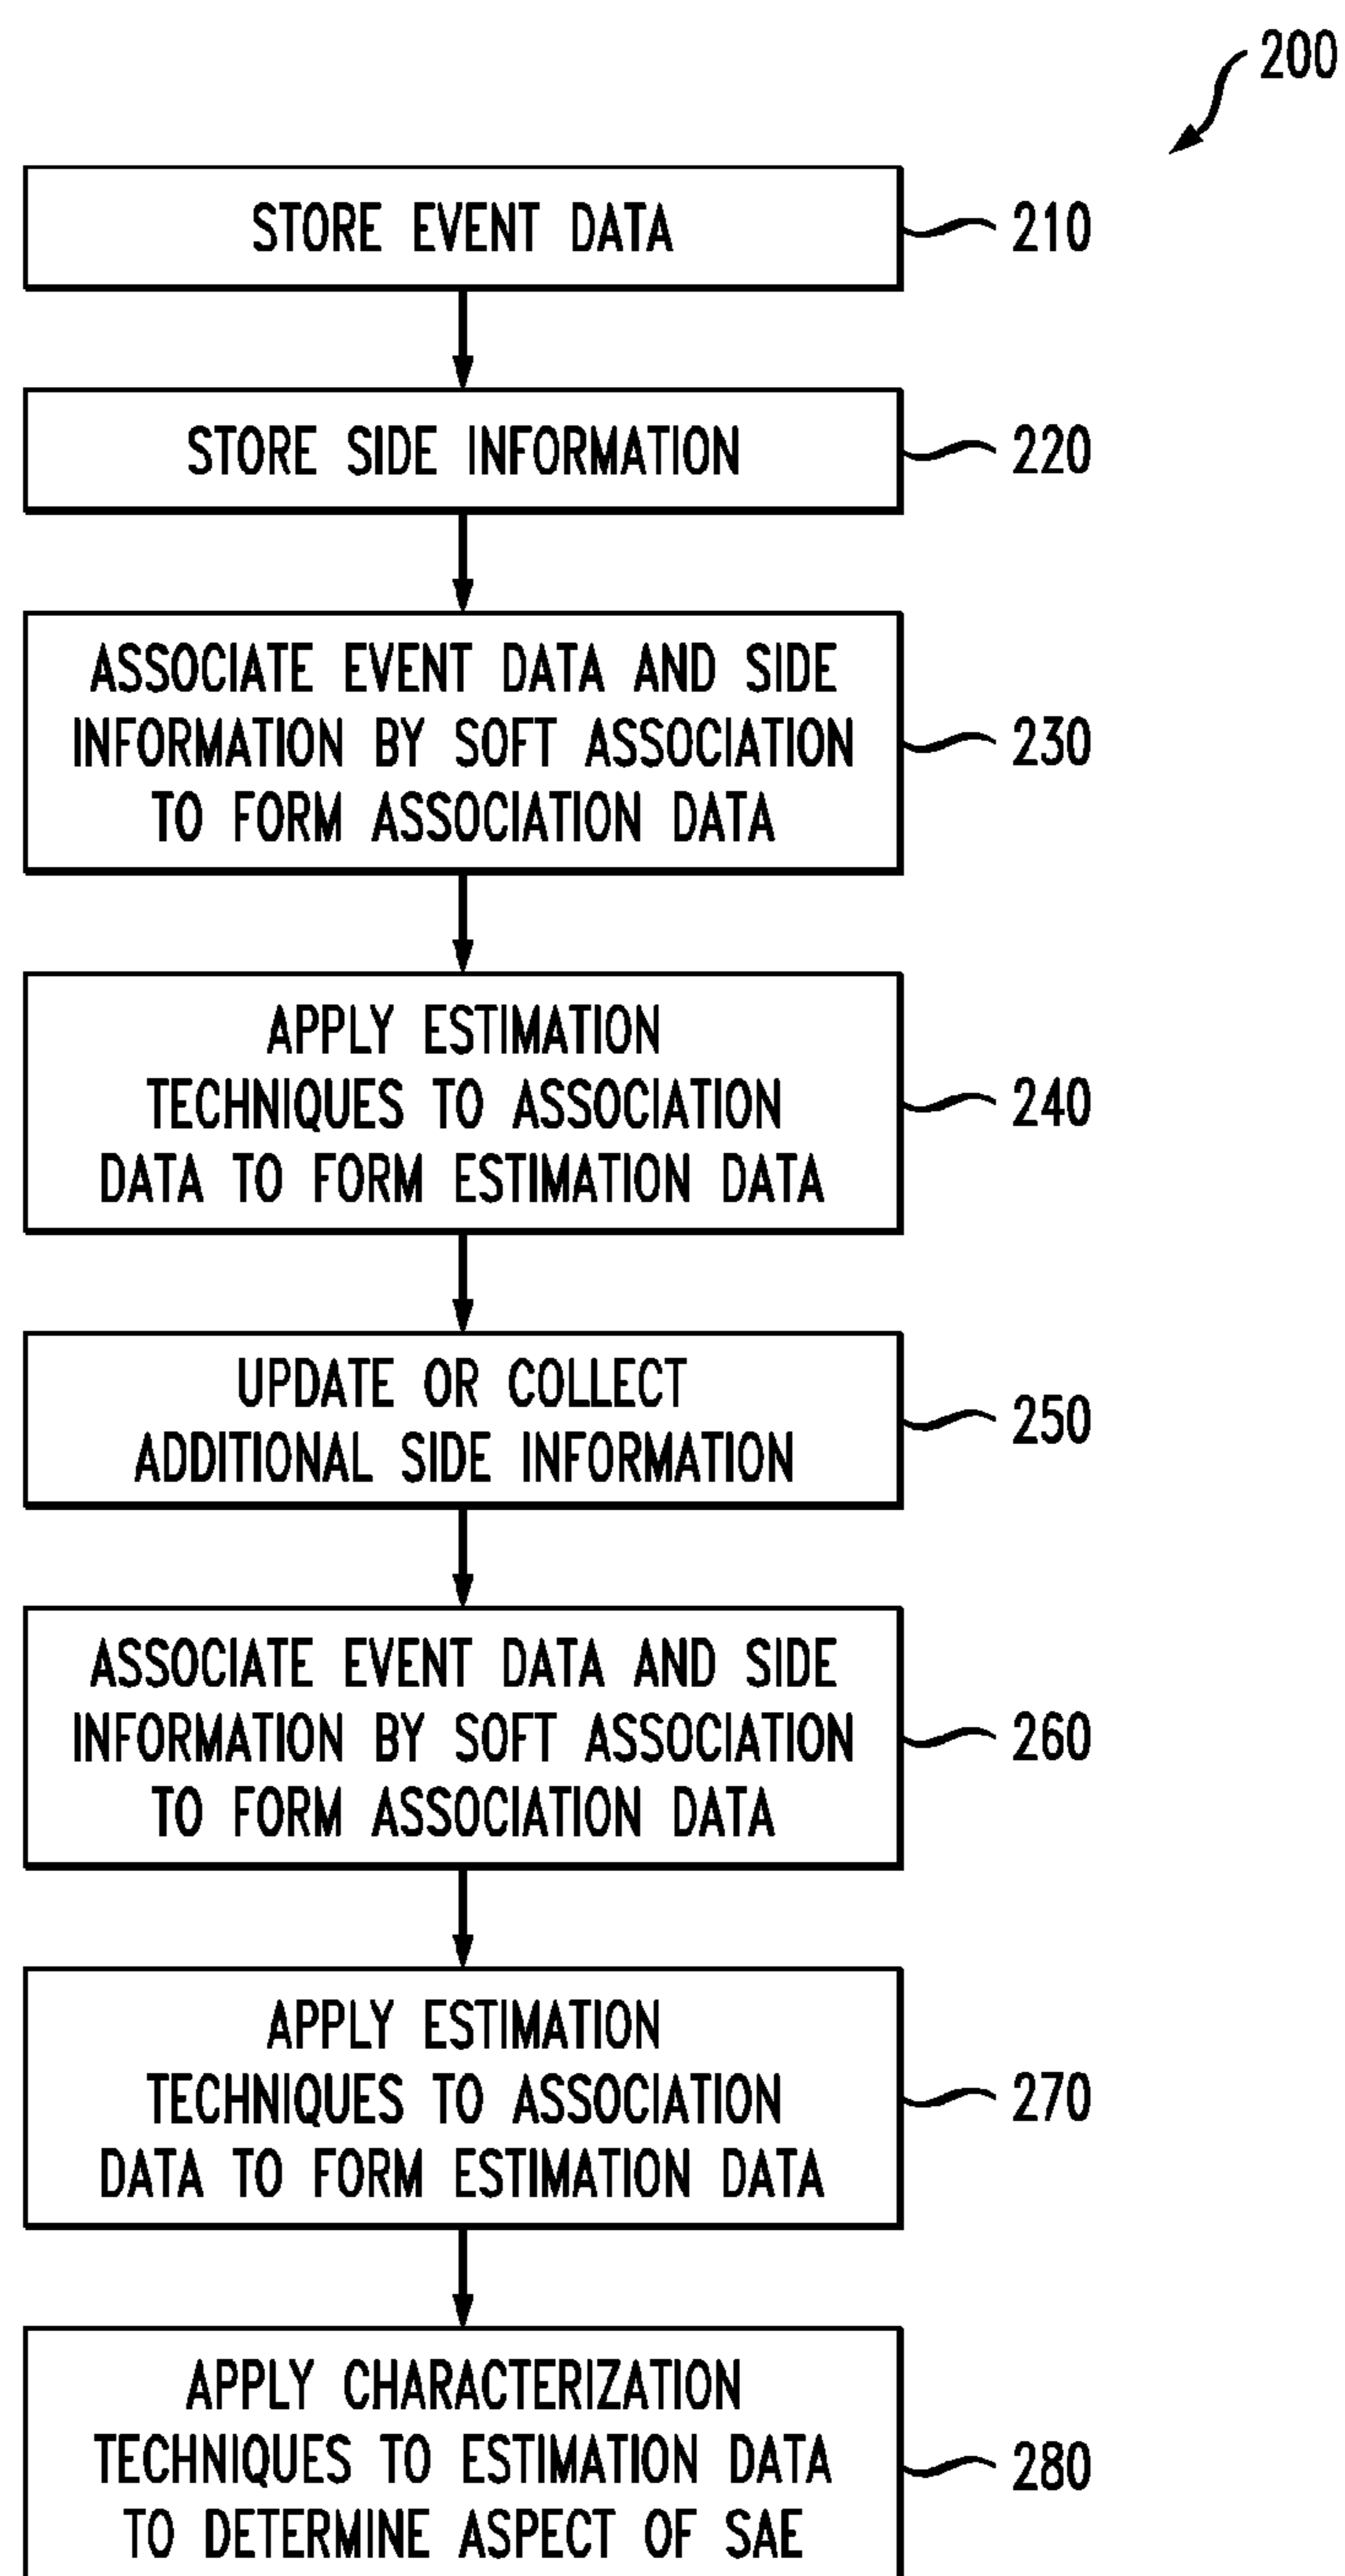 200
STORE EVENT DATA
210
STORE SIDE INFORMATION
220
ASSOCIATE EVENT DATA AND SIDE
INFORMATION BY SOFT ASSOCIATION
TO FORM ASSOCIATION DATA
230
APPLY ESTIMATION
TECHNIQUES TO ASSOCIATION
DATA TO FORM ESTIMATION DATA
240
UPDATE OR COLLECT
ADDITIONAL SIDE INFORMATION
250
ASSOCIATE EVENT DATA AND SIDE
INFORMATION BY SOFT ASSOCIATION
TO FORM ASSOCIATION DATA
260
APPLY ESTIMATION
TECHNIQUES TO ASSOCIATION
DATA TO FORM ESTIMATION DATA
270
APPLY CHARACTERIZATION
TECHNIQUES TO ESTIMATION DATA
TO DETERMINE ASPECT OF SAE
280